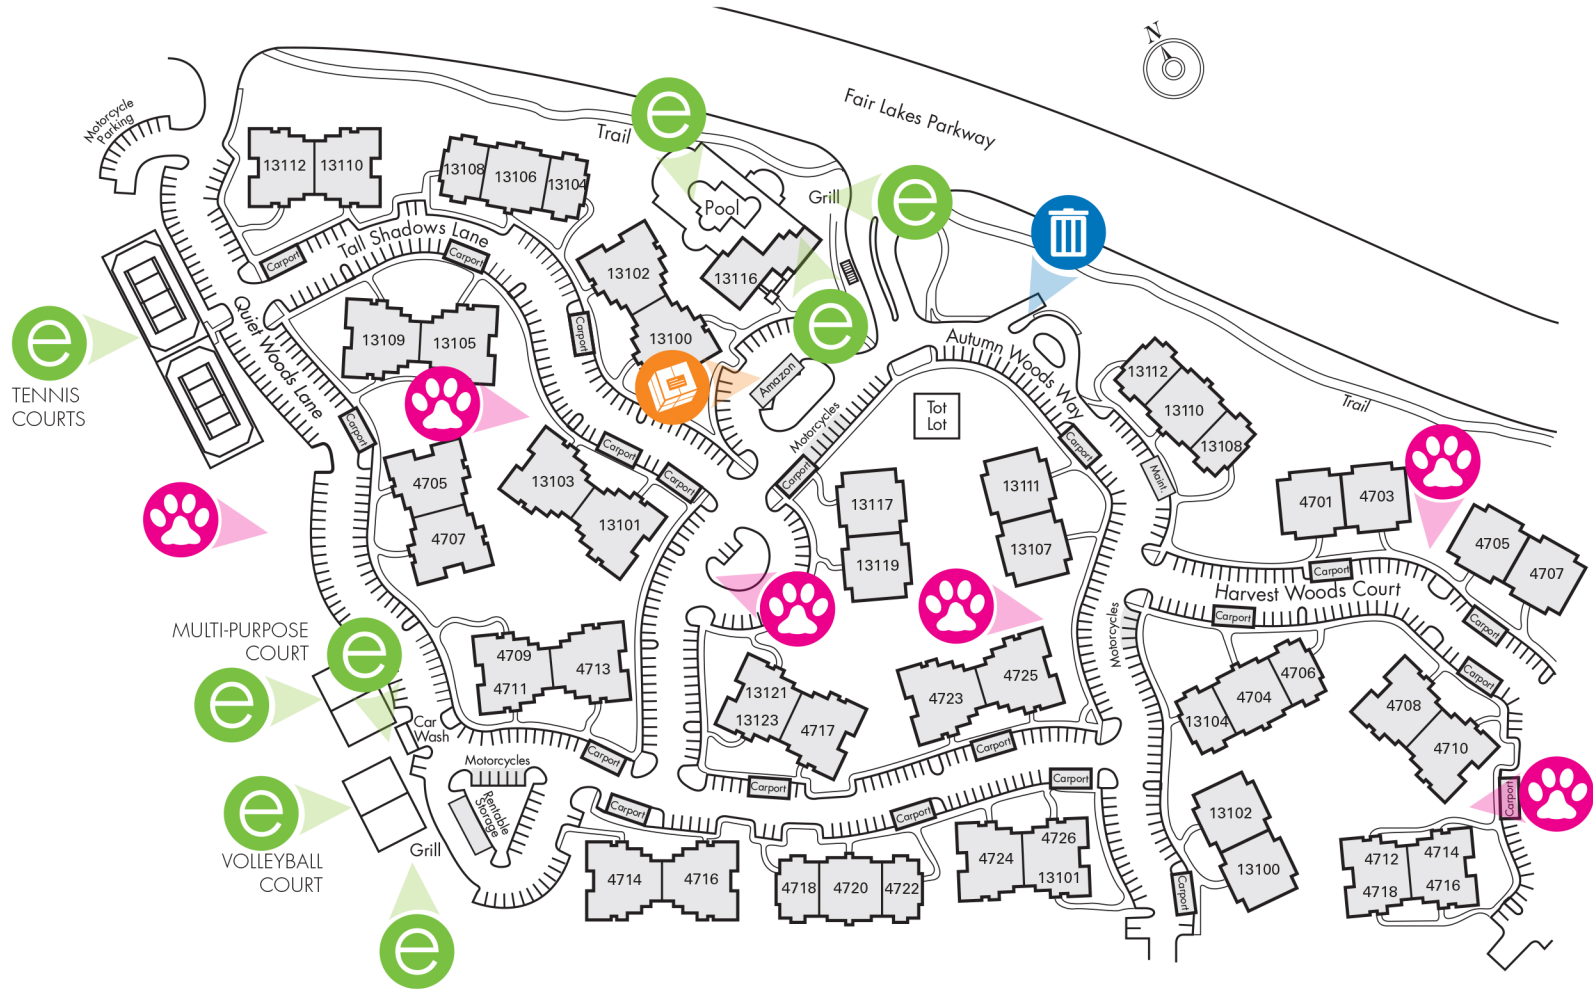 N
Fair Lakes Parkway
Motorcycle
Parking
Trail
e
13112
13110
13108
13106
13104
Pool
Grill
e
Tall Shadows Lane
Carport
Carport
13102
13116
13100
e
Carport
e
TENNIS
COURTS
Quiet Woods Lane
13109
13105
Amazon
Autumn Woods Way
Motorcycles
Tot
Lot
13112
13110
13108
Trail
Carport
Carport
Carport
Carport
Carport
Maint.
4705
4707
13103
13101
13117
13119
13111
13107
4701
4703
4705
4707
Carport
Harvest Woods Court
Carport
Carport
Carport
Motorcycles
MULTI-PURPOSE
COURT
e
e
4709
4711
4713
13121
13123
4717
4723
4725
4706
4704
13104
4708
4710
Car
Wash
Motorcycles
Rentable
Storage
Carport
Carport
Carport
Carport
Carport
Carport
Carport
e
VOLLEYBALL
COURT
Grill
e
4714
4716
4718
4720
4722
4724
4726
13101
Carport
13102
13100
4712
4714
4718
4716